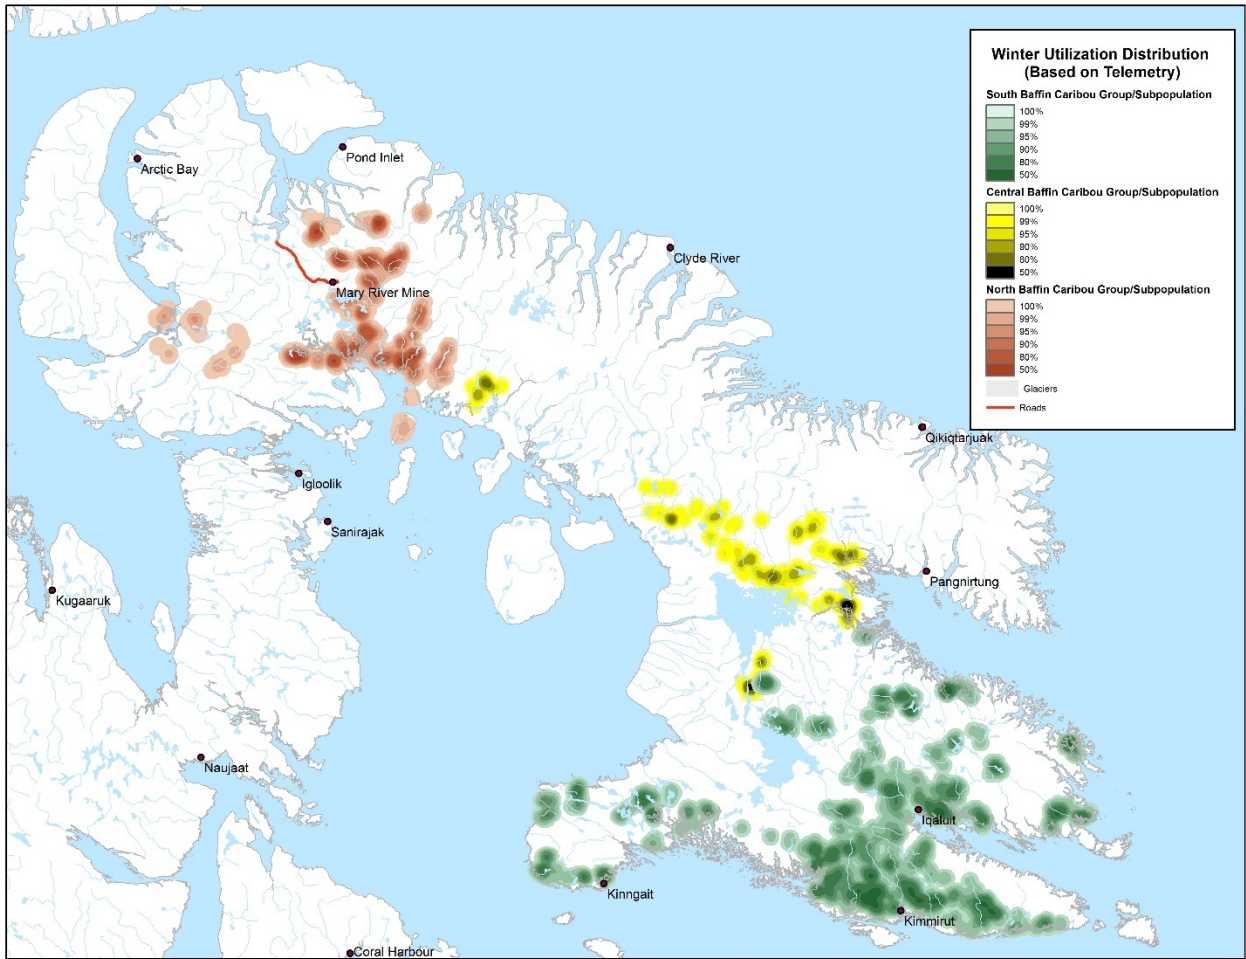 Winter Utilization Distribution
(Based on Telemetry)
South Baffin Caribou Group/Subpopulation
100%
99%
95%
90%
80%
50%
Central Baffin Caribou Group/Subpopulation
100%
99%
95%
90%
80%
50%
North Baffin Caribou Group/Subpopulation
100%
99%
95%
90%
80%
50%
Glaciers
Roads
Pond Inlet
Arctic Bay
Clyde River
Mary River Mine
Qikiqtarjuak
Igloolik
Sanirajak
Pangnirtung
Kugaaruk
Naujaat
Iqaluit
Kinngait
Kimmirut
Coral Harbour